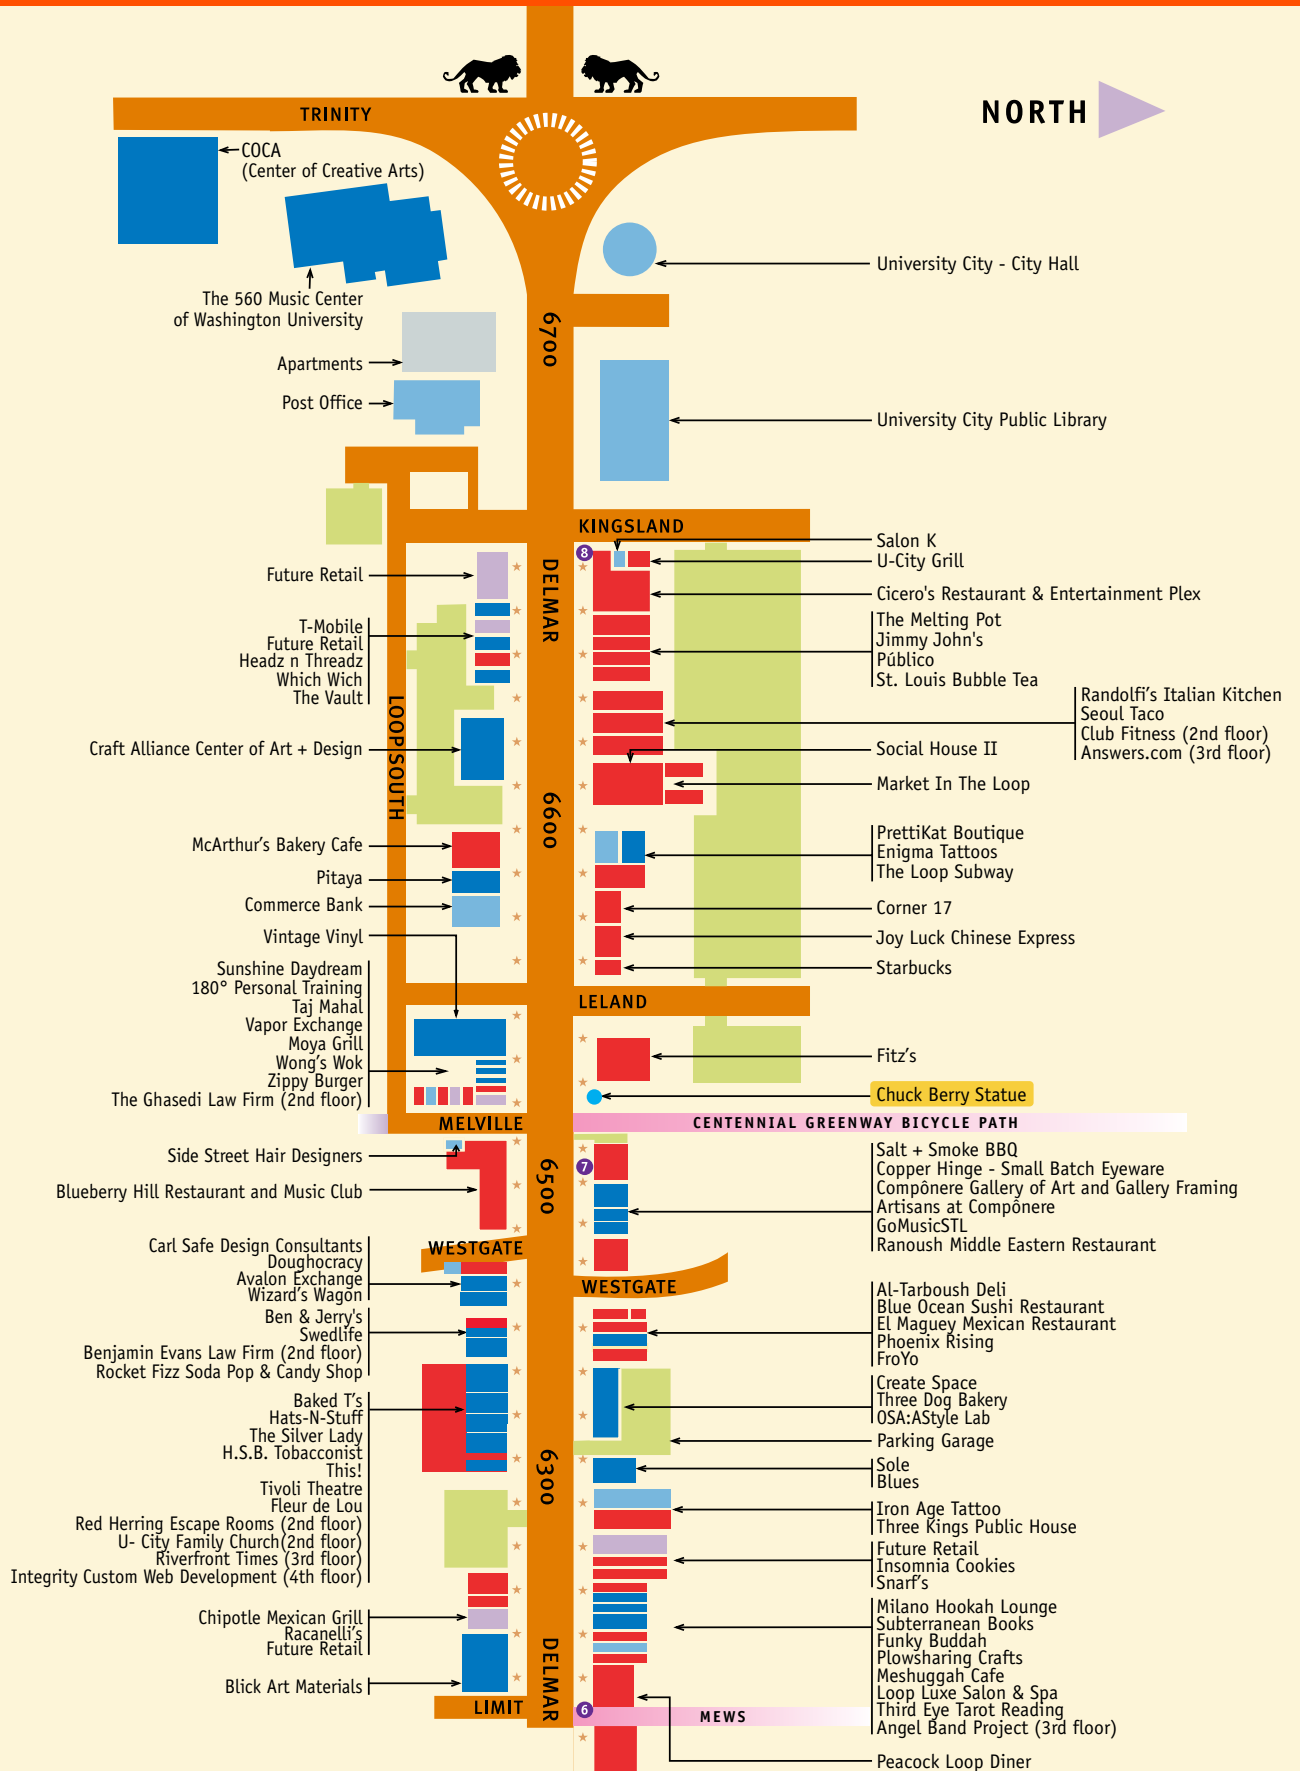 TRINITY
NORTH
COCA
(Center of Creative Arts)
The 560 Music Center
of Washington University
University City - City Hall
6700
Apartments
Post Office
University City Public Library
KINGSLAND
8
DELMAR
Future Retail
T-Mobile
Future Retail
Headz n Threadz
Which Wich
The Vault
LOOP SOUTH
Craft Alliance Center of Art + Design
Salon K
U-City Grill
Cicero's Restaurant & Entertainment Plex
The Melting Pot
Jimmy John's
Público
St. Louis Bubble Tea
Randolfi's Italian Kitchen
Seoul Taco
Club Fitness (2nd floor)
Answers.com (3rd floor)
Social House II
Market In The Loop
6600
McArthur's Bakery Cafe
Pitaya
Commerce Bank
Vintage Vinyl
PrettiKat Boutique
Enigma Tattoos
The Loop Subway
Corner 17
Joy Luck Chinese Express
Starbucks
LELAND
Sunshine Daydream
180° Personal Training
Taj Mahal
Vapor Exchange
Moya Grill
Wong's Wok
Zippy Burger
The Ghasedi Law Firm (2nd floor)
Fitz's
Chuck Berry Statue
MELVILLE
CENTENNIAL GREENWAY BICYCLE PATH
Side Street Hair Designers
Blueberry Hill Restaurant and Music Club
6500
7
Salt + Smoke BBQ
Copper Hinge - Small Batch Eyeware
Compônere Gallery of Art and Gallery Framing
Artisans at Compônere
GoMusicSTL
Ranoush Middle Eastern Restaurant
WESTGATE
WESTGATE
Carl Safe Design Consultants
Doughocracy
Avalon Exchange
Wizard's Wagon
Ben & Jerry's
Swedlife
Benjamin Evans Law Firm (2nd floor)
Rocket Fizz Soda Pop & Candy Shop
Al-Tarboush Deli
Blue Ocean Sushi Restaurant
El Maguey Mexican Restaurant
Phoenix Rising
FroYo
Create Space
Three Dog Bakery
OSA:AStyle Lab
Parking Garage
Sole
Blues
6300
Baked T's
Hats-N-Stuff
The Silver Lady
H.S.B. Tobacconist
This!
Tivoli Theatre
Fleur de Lou
Red Herring Escape Rooms (2nd floor)
U- City Family Church(2nd floor)
Riverfront Times (3rd floor)
Integrity Custom Web Development (4th floor)
Iron Age Tattoo
Three Kings Public House
Future Retail
Insomnia Cookies
Snarf's
Chipotle Mexican Grill
Racanelli's
Future Retail
Blick Art Materials
Milano Hookah Lounge
Subterranean Books
Funky Buddah
Plowsharing Crafts
Meshuggah Cafe
Loop Luxe Salon & Spa
Third Eye Tarot Reading
Angel Band Project (3rd floor)
DELMAR
LIMIT
6
MEWS
Peacock Loop Diner